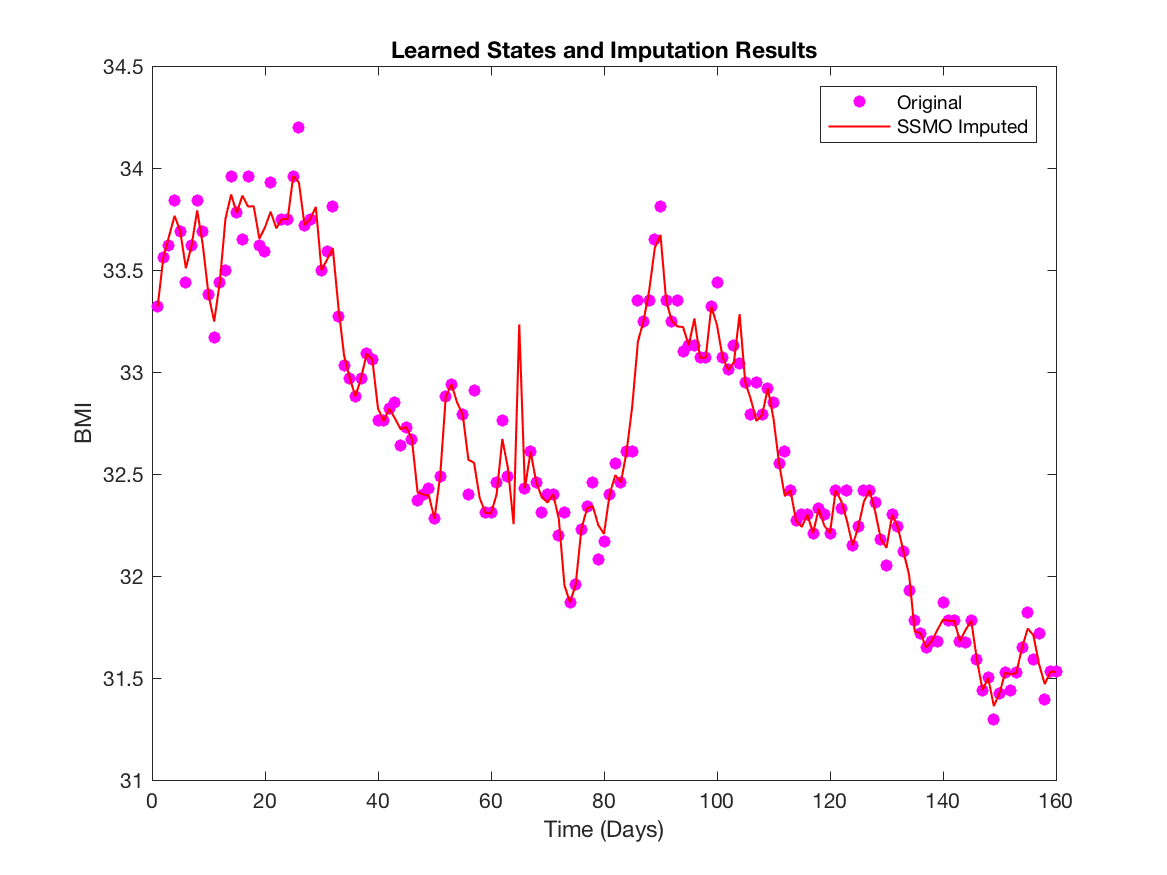 Learned States and Imputation Results
Original
SSMO Imputed
34.5
34
33.5
33
32.5
32
31.5
31
BMI
0 20 40 60 80 100 120 140 160
Time (Days)